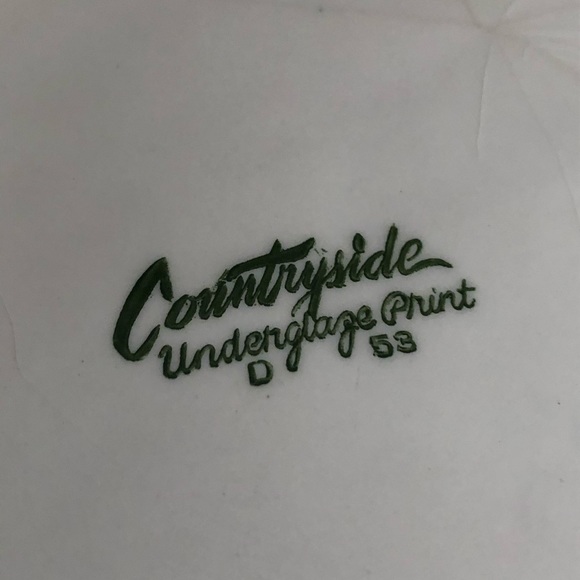 Countryside
Underglaze Print
D 53